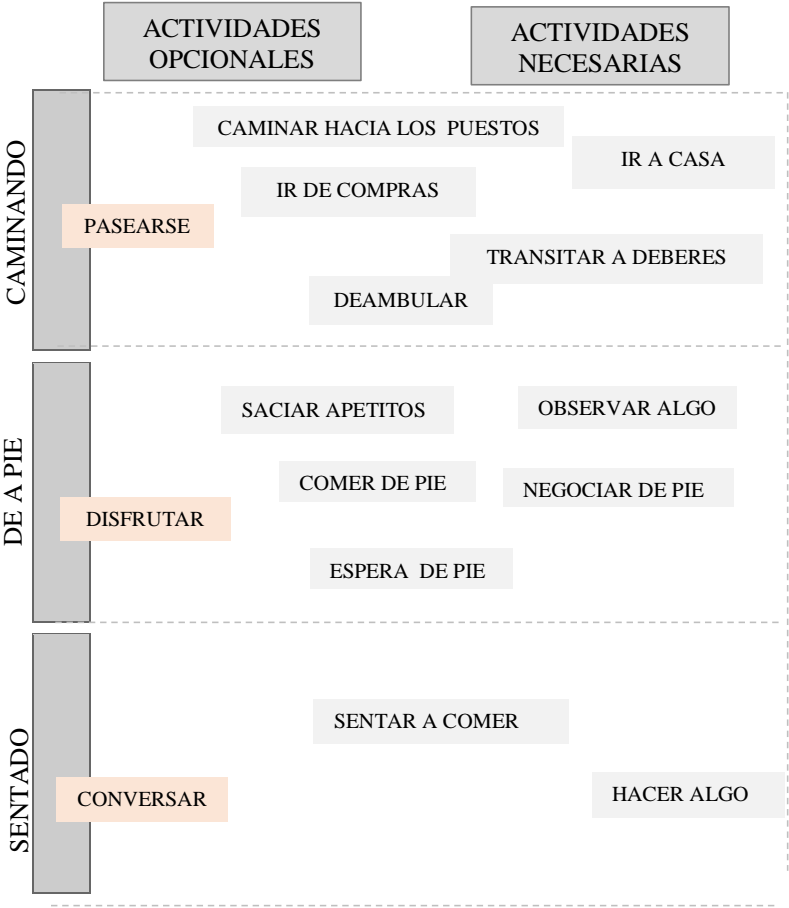 ACTIVIDADES
OPCIONALES
ACTIVIDADES
NECESARIAS
CAMINANDO
CAMINAR HACIA LOS PUESTOS
IR A CASA
IR DE COMPRAS
PASEARSE
TRANSITAR A DEBERES
DEAMBULAR
DE A PIE
SACIAR APETITOS
OBSERVAR ALGO
COMER DE PIE
NEGOCIAR DE PIE
DISFRUTAR
ESPERA DE PIE
SENTADO
SENTAR A COMER
CONVERSAR
HACER ALGO